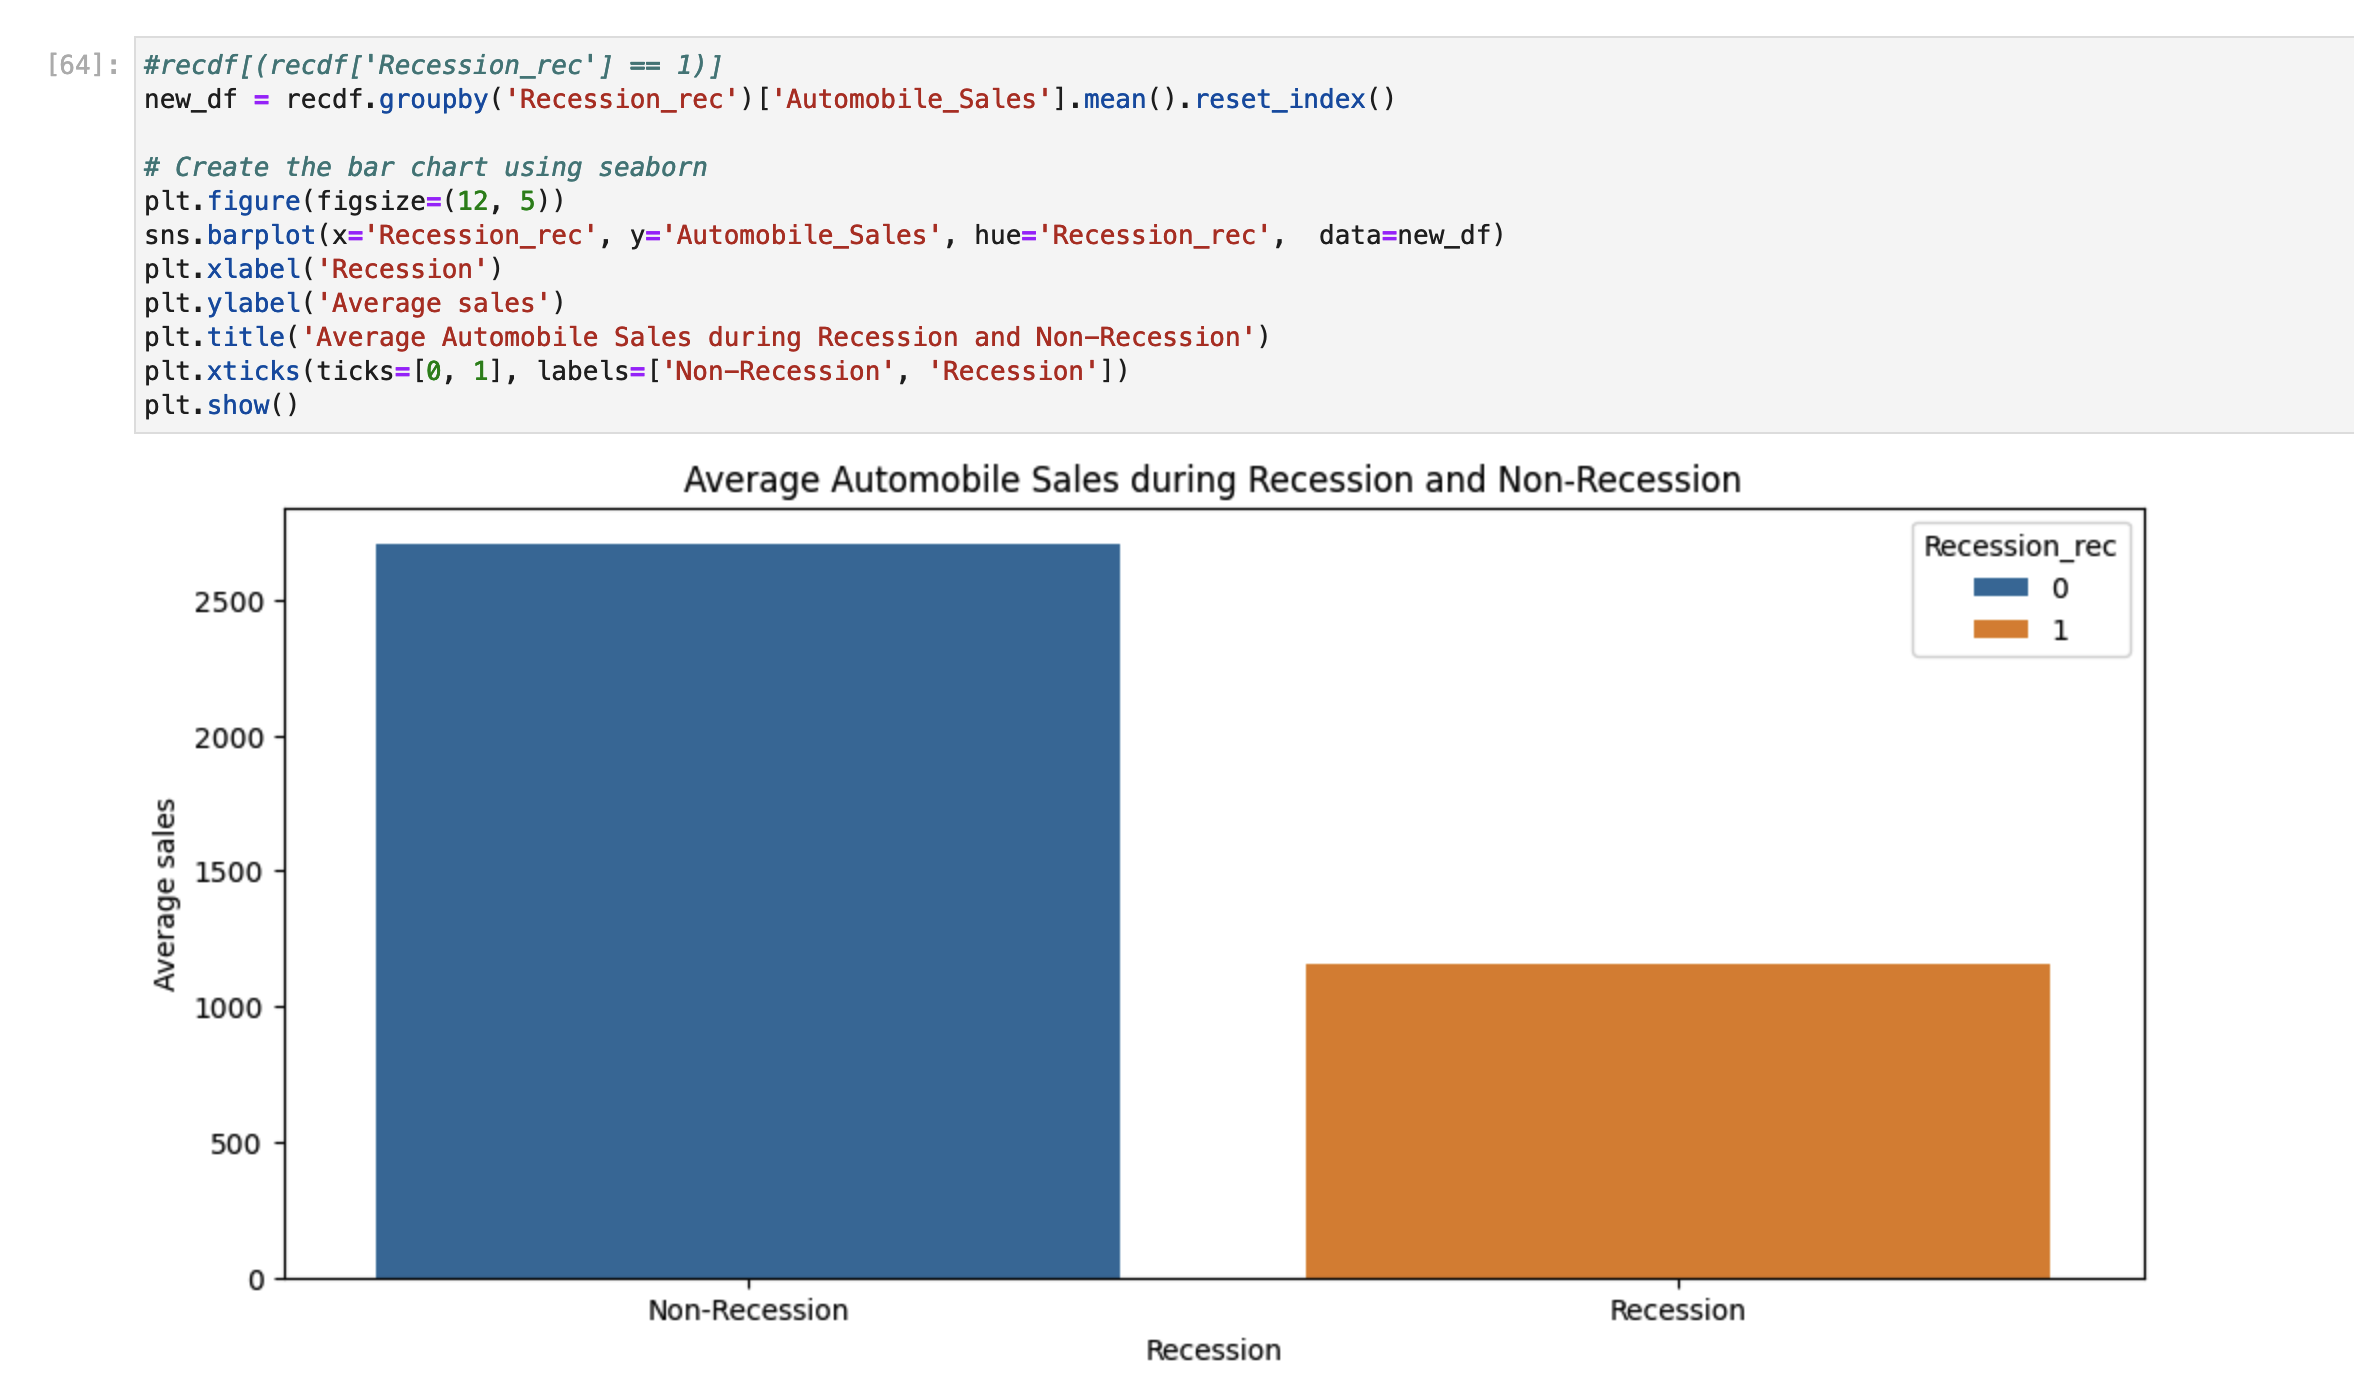 [64]: #recdf[(recdf['Recession_rec'] == 1)]
new_df = recdf.groupby('Recession_rec')['Automobile_Sales'].mean().reset_index()
# Create the bar chart using seaborn
plt.figure(figsize=(12, 5))
sns.barplot(x='Recession_rec', y='Automobile_Sales', hue='Recession_rec',  data=new_df)
plt.xlabel('Recession')
plt.ylabel('Average sales')
plt.title('Average Automobile Sales during Recession and Non-Recession')
plt.xticks(ticks=[0, 1], labels=['Non-Recession', 'Recession'])
plt.show()
Average Automobile Sales during Recession and Non-Recession
Recession_rec
0
1
2500
2000
1500
1000
500
0
Average sales
Non-Recession
Recession
Recession